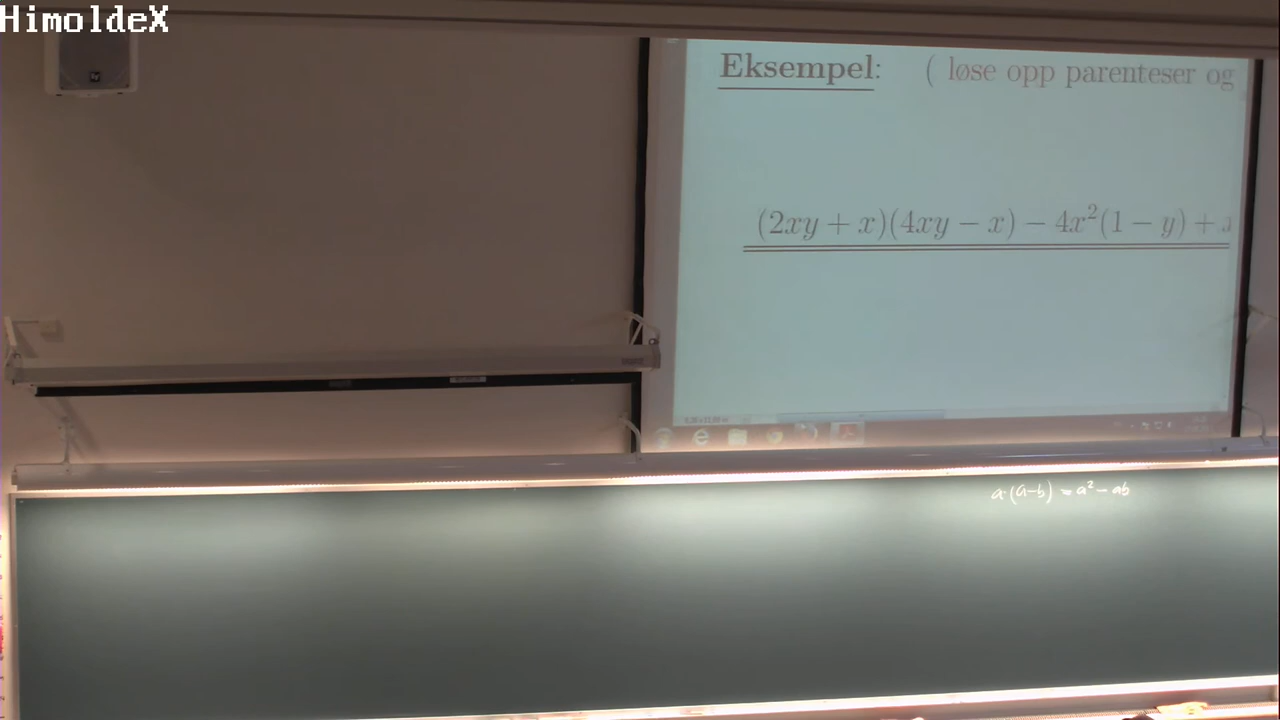 HimoldeX
Eksempel: ( løse opp parenteser og
(2xy + x)(4xy − x) − 4x²(1 − y) +
a·(a−b) = a² − ab